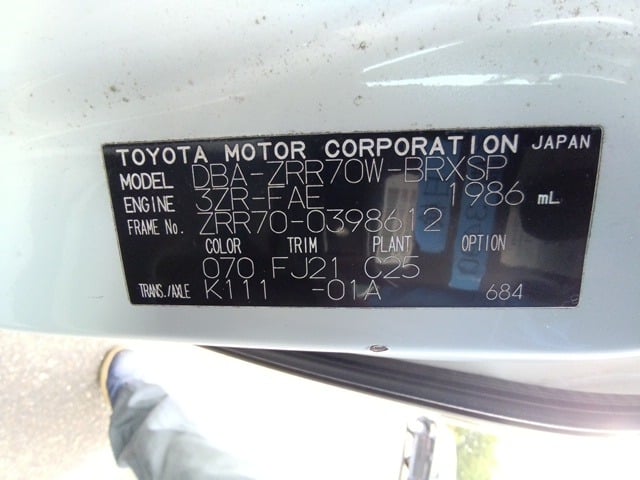 TOYOTA MOTOR CORPORATION JAPAN
MODEL DBA-ZRR70W-BRXSP
ENGINE 3ZR-FAE 1986 mL
FRAME No. ZRR70-0398612
COLOR TRIM PLANT OPTION
070 FJ21 C25
TRANS./AXLE K111 -01A 684